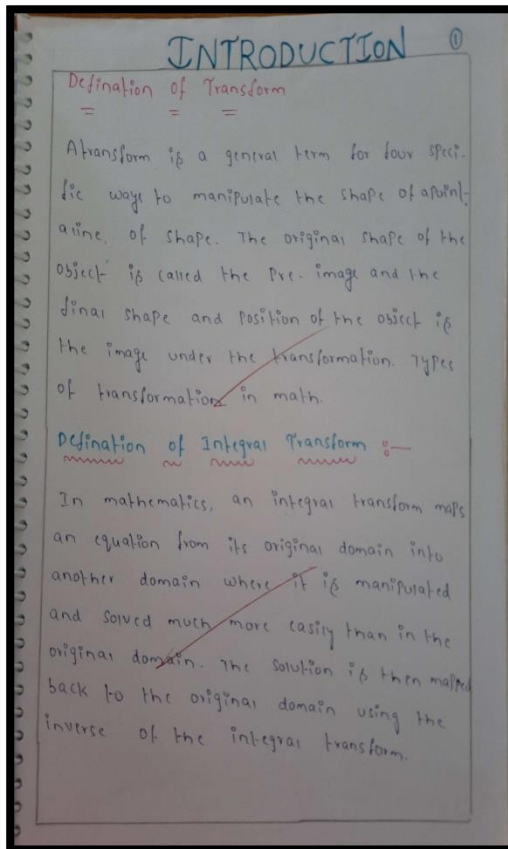 INTRODUCTION ①
Defination of Transform
A transform is a general term for four speci-
fic ways to manipulate the shape of a point
aline, of shape. The original shape of the
object is called the Pre-image and the
final shape and position of the object is
the image under the transformation. Types
of transformation in math.
Defination of Integral Transform :-
In mathematics, an integral transform maps
an equation from its original domain into
another domain where it is manipulated
and solved much more easily than in the
original domain. The solution is then mapped
back to the original domain using the
inverse of the integral transform.